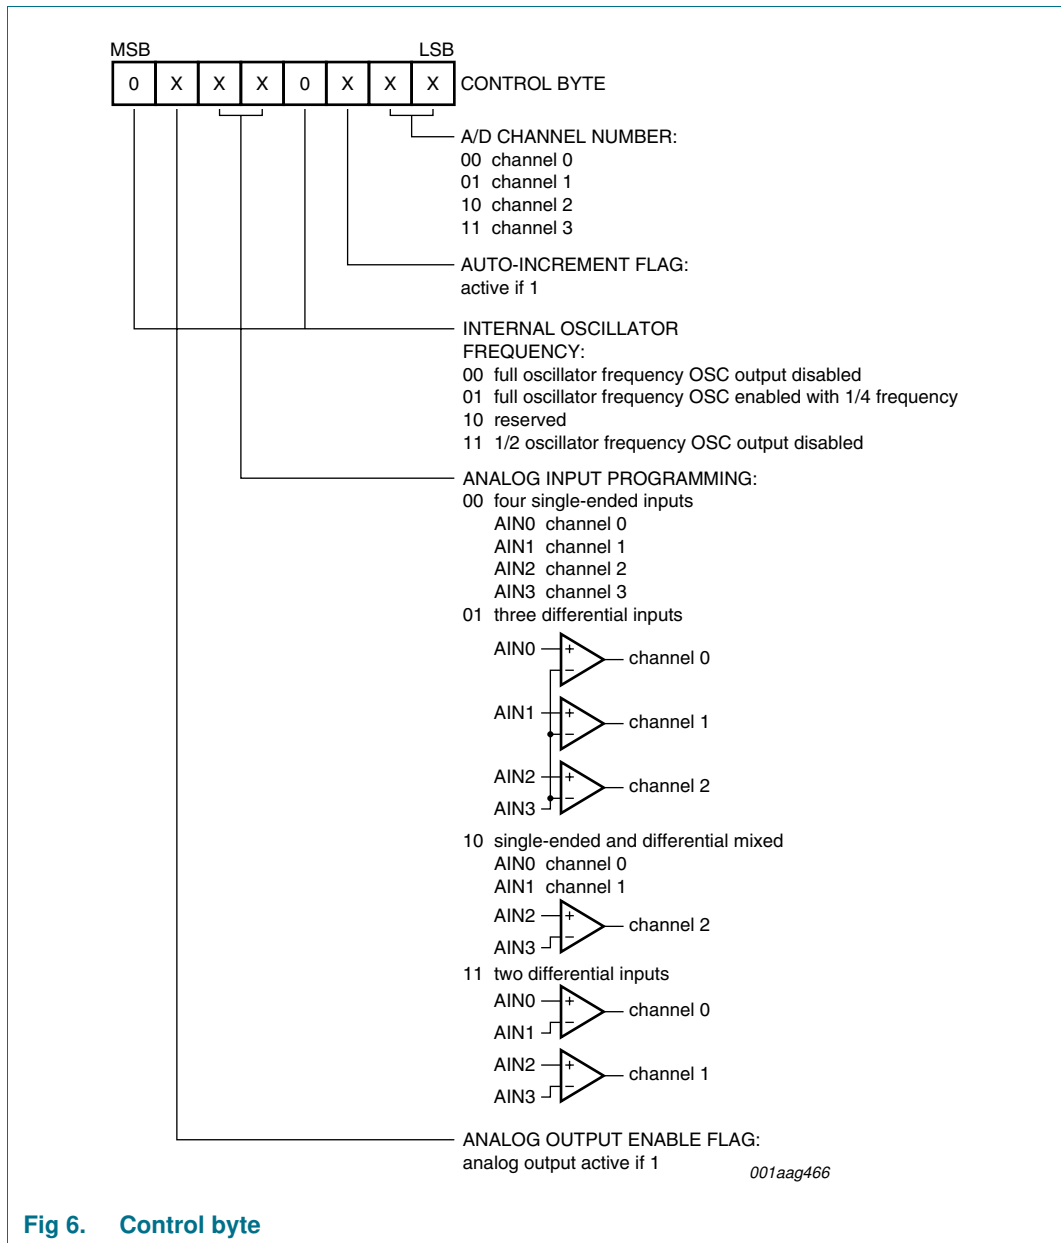 MSB LSB
0 X X X 0 X X X CONTROL BYTE
A/D CHANNEL NUMBER:
00 channel 0
01 channel 1
10 channel 2
11 channel 3
AUTO-INCREMENT FLAG:
active if 1
INTERNAL OSCILLATOR
FREQUENCY:
00 full oscillator frequency OSC output disabled
01 full oscillator frequency OSC enabled with 1/4 frequency
10 reserved
11 1/2 oscillator frequency OSC output disabled
ANALOG INPUT PROGRAMMING:
00 four single-ended inputs
AIN0 channel 0
AIN1 channel 1
AIN2 channel 2
AIN3 channel 3
01 three differential inputs
AIN0 + − channel 0
AIN1 + − channel 1
AIN2 + − channel 2
AIN3
10 single-ended and differential mixed
AIN0 channel 0
AIN1 channel 1
AIN2 + − channel 2
AIN3
11 two differential inputs
AIN0 + − channel 0
AIN1
AIN2 + − channel 1
AIN3
ANALOG OUTPUT ENABLE FLAG:
analog output active if 1
001aag466
Fig 6. Control byte